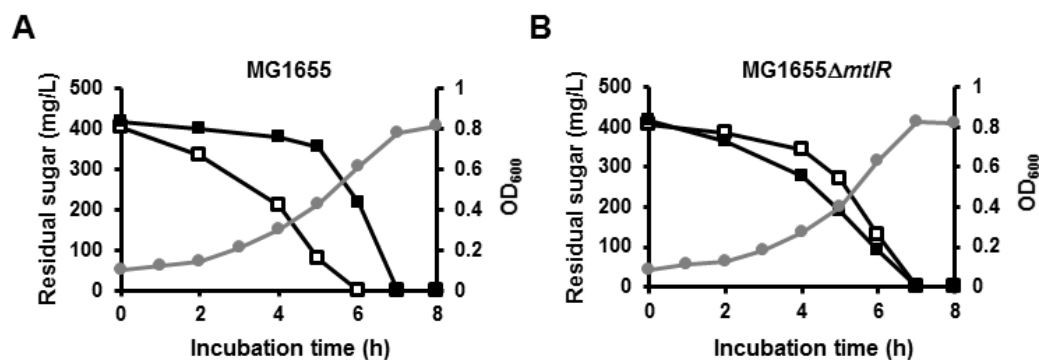 A
MG1655
Residual sugar (mg/L)
500
400
300
200
100
0
1
0.8
0.6
0.4
0.2
0
OD600
0 2 4 6 8
Incubation time (h)
B
MG1655ΔmtlR
Residual sugar (mg/L)
500
400
300
200
100
0
1
0.8
0.6
0.4
0.2
0
OD600
0 2 4 6 8
Incubation time (h)